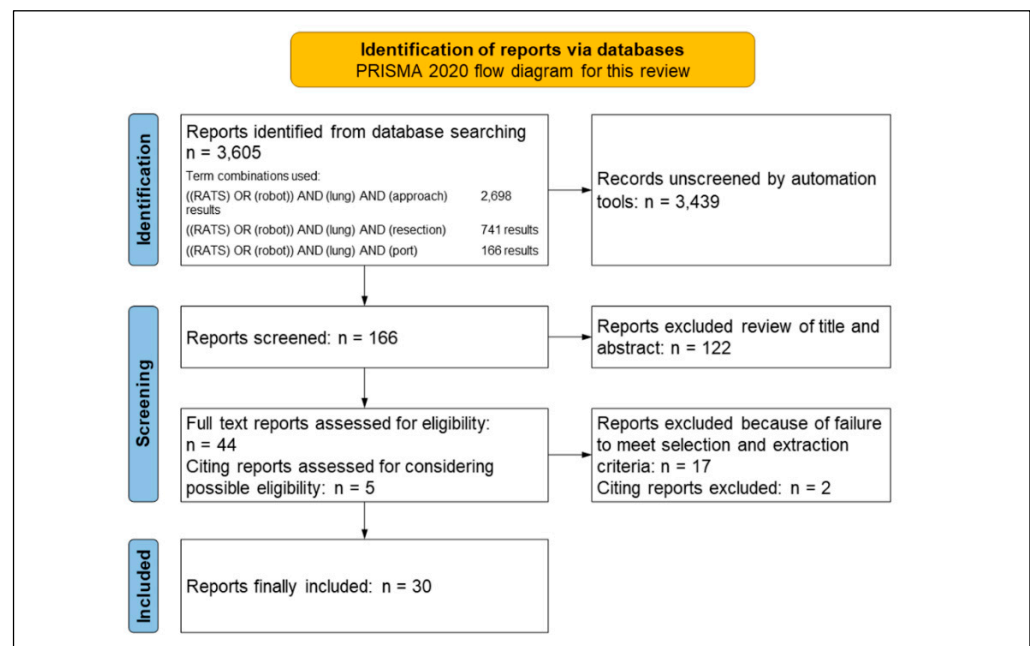 Identification of reports via databases
PRISMA 2020 flow diagram for this review
Identification
Reports identified from database searching
n = 3,605
Term combinations used:
((RATS) OR (robot)) AND (lung) AND (approach) 2,698
results
((RATS) OR (robot)) AND (lung) AND (resection) 741 results
((RATS) OR (robot)) AND (lung) AND (port) 166 results
Records unscreened by automation
tools: n = 3,439
Screening
Reports screened: n = 166
Reports excluded review of title and
abstract: n = 122
Full text reports assessed for eligibility:
n = 44
Citing reports assessed for considering
possible eligibility: n = 5
Reports excluded because of failure
to meet selection and extraction
criteria: n = 17
Citing reports excluded: n = 2
Included
Reports finally included: n = 30